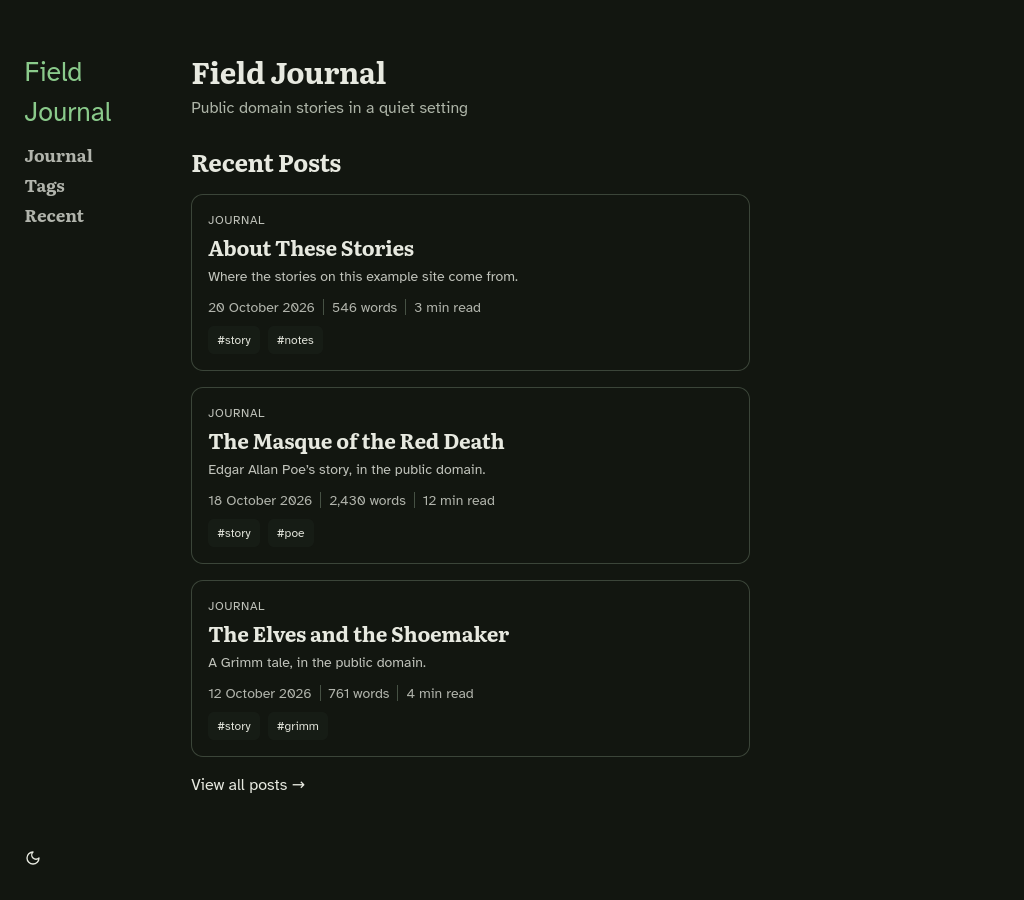 Field
Journal
Journal
Tags
Recent
Field Journal
Public domain stories in a quiet setting
Recent Posts
JOURNAL
About These Stories
Where the stories on this example site come from.
20 October 2026 | 546 words | 3 min read
#story #notes
JOURNAL
The Masque of the Red Death
Edgar Allan Poe's story, in the public domain.
18 October 2026 | 2,430 words | 12 min read
#story #poe
JOURNAL
The Elves and the Shoemaker
A Grimm tale, in the public domain.
12 October 2026 | 761 words | 4 min read
#story #grimm
View all posts →